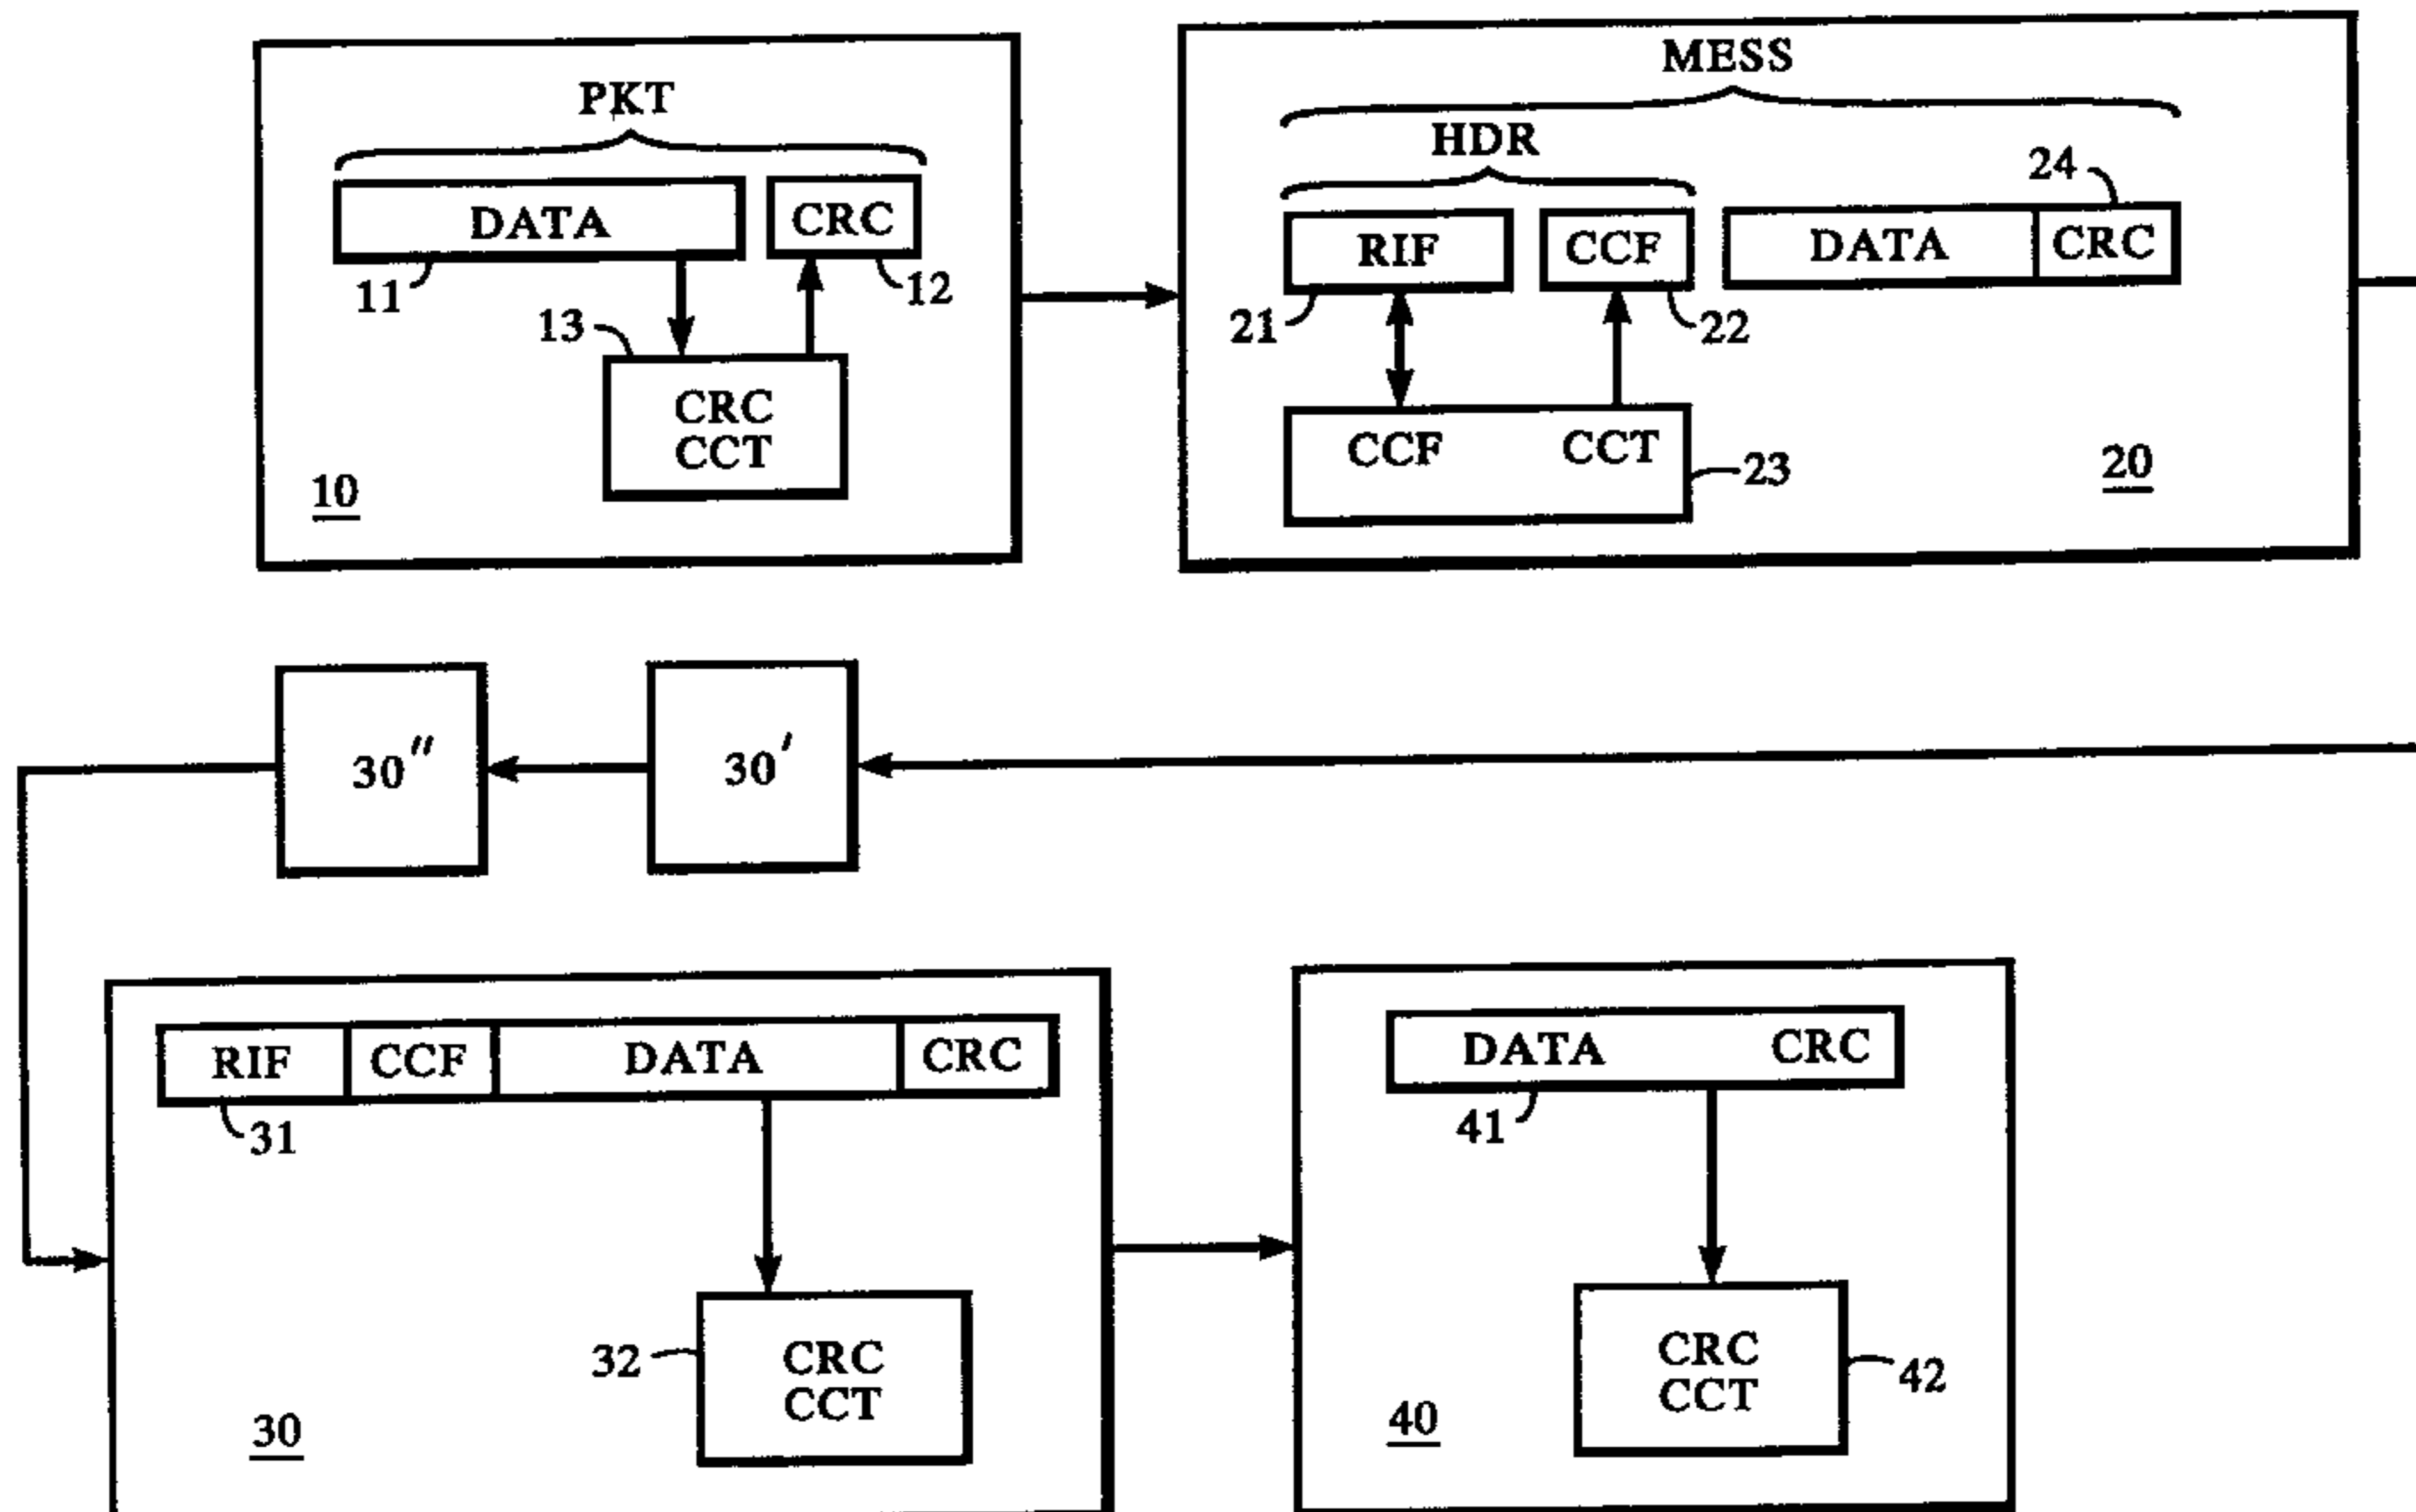 PKT
DATA
CRC
11
12
13
CRC
CCT
10
MESS
HDR
24
RIF
CCF
DATA
CRC
21
22
CCF
CCT
23
20
30''
30'
RIF
CCF
DATA
CRC
31
32
CRC
CCT
30
DATA
CRC
41
CRC
CCT
42
40